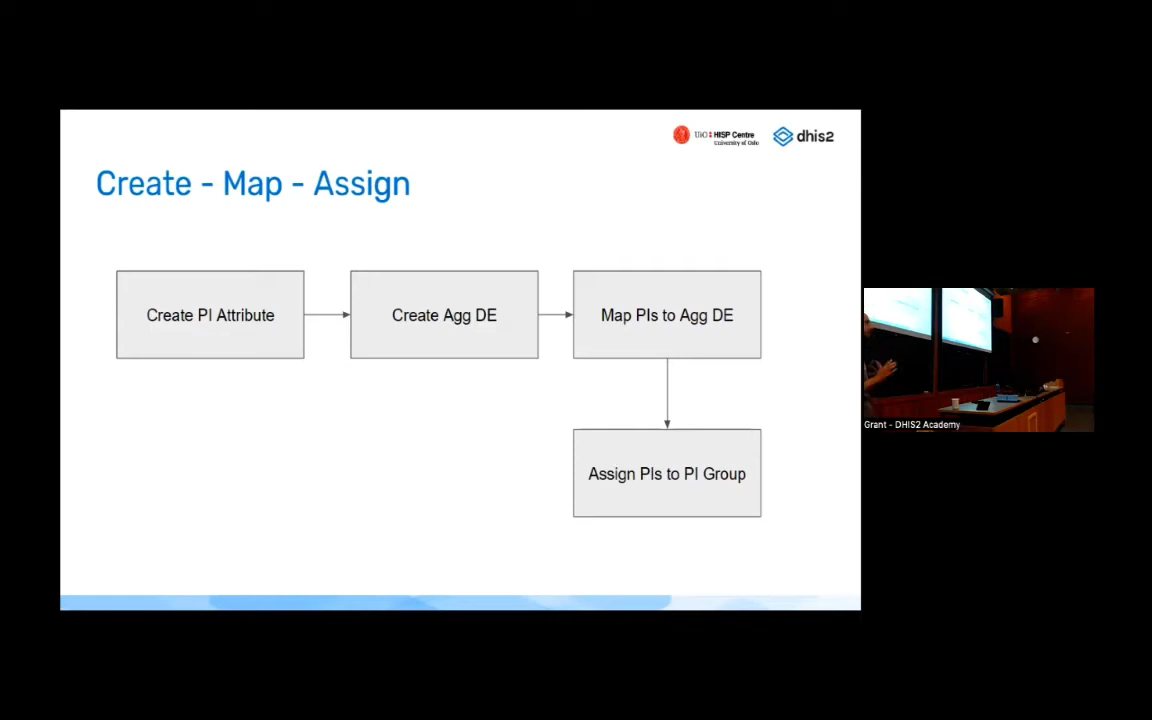 UiO: HISP Centre
University of Oslo
dhis2
Create - Map - Assign
Create PI Attribute
Create Agg DE
Map PIs to Agg DE
Assign PIs to PI Group
Grant - DHIS2 Academy